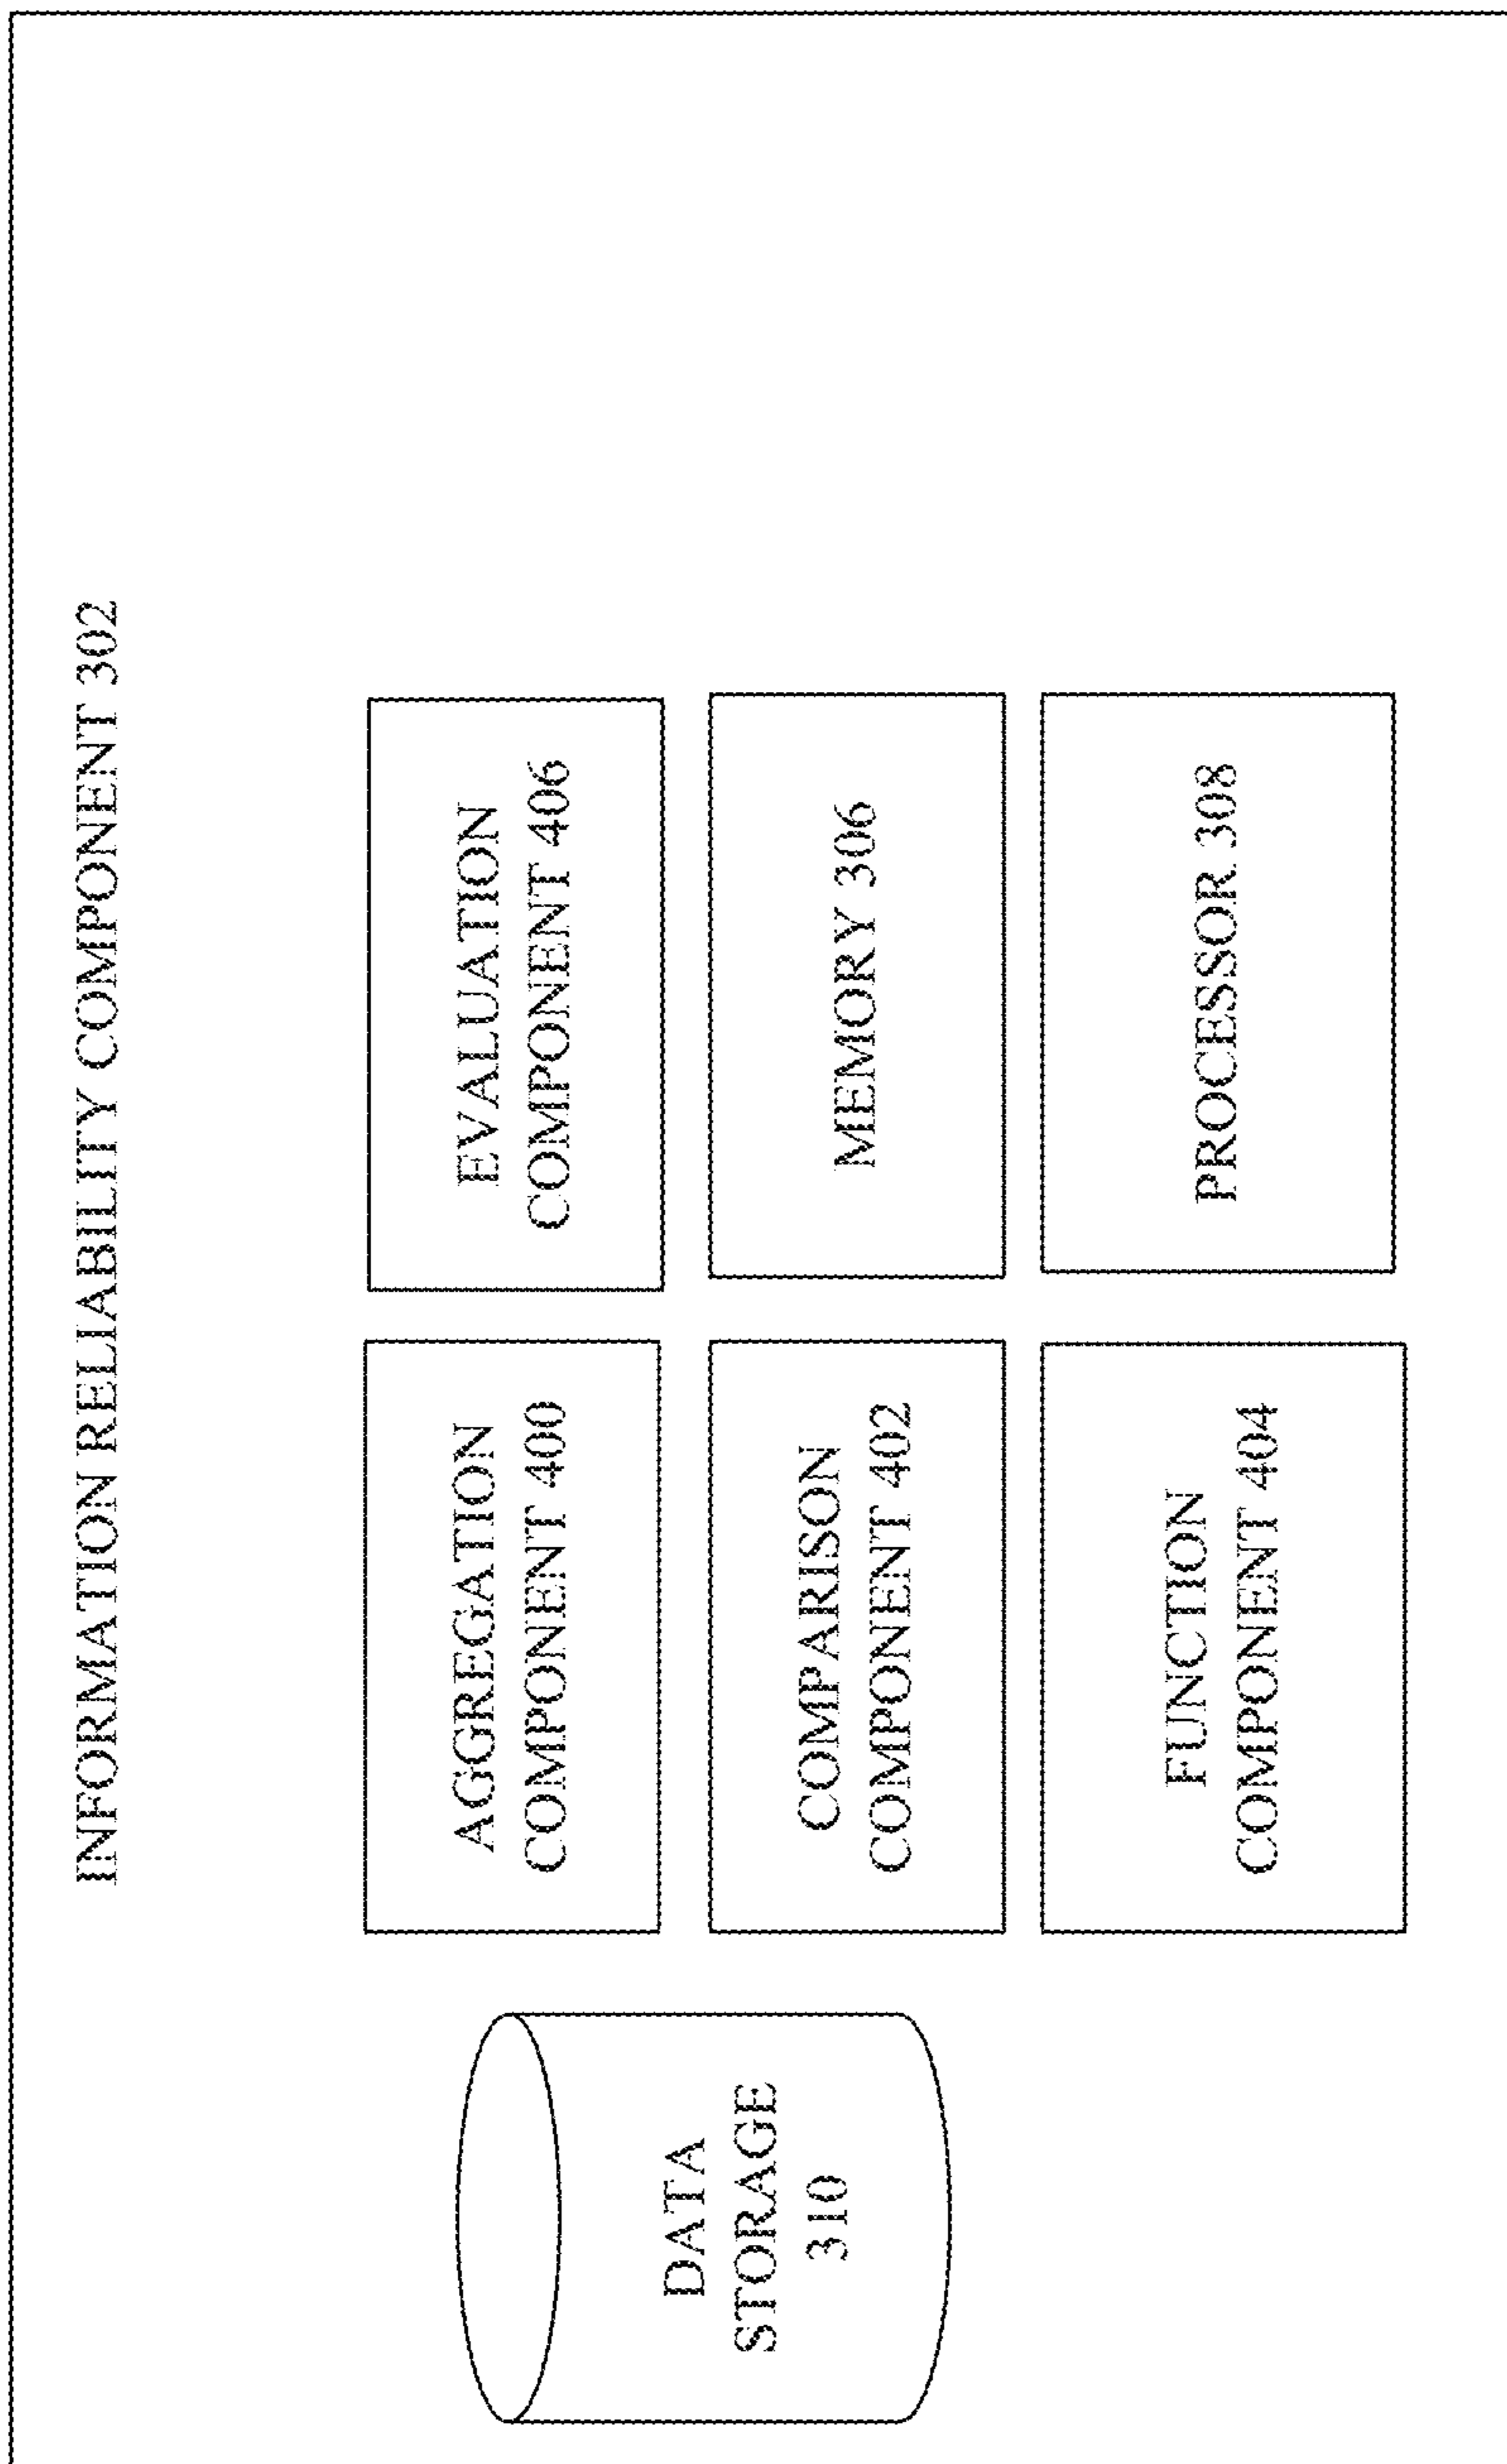 INFORMATION RELIABILITY COMPONENT 302
DATA
STORAGE
310
AGGREGATION
COMPONENT 400
EVALUATION
COMPONENT 406
COMPARISON
COMPONENT 402
MEMORY 306
FUNCTION
COMPONENT 404
PROCESSOR 308